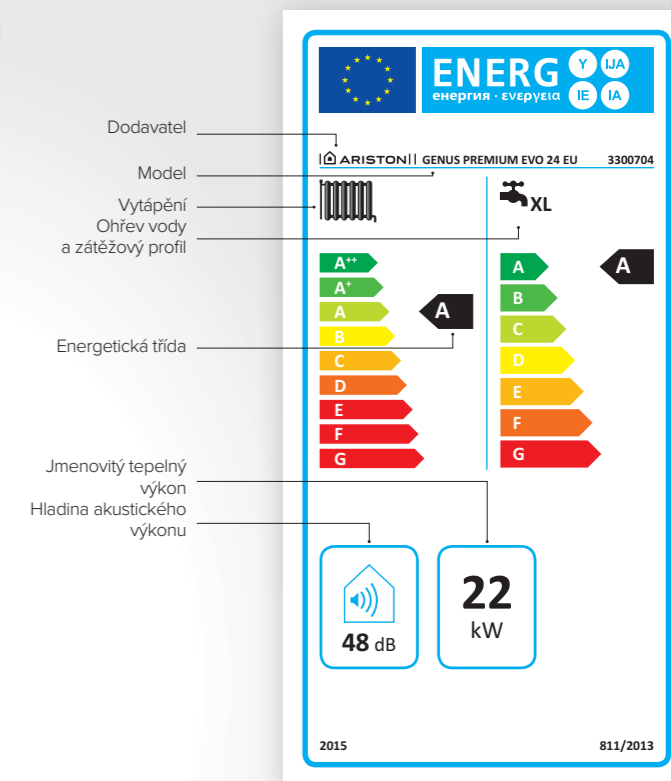 ENERG Y IJA
енергия · ενεργεια IE IA
Dodavatel
ARISTON GENUS PREMIUM EVO 24 EU 3300704
Model
Vytápění
Ohřev vody
a zátěžový profil
XL
A++
A+
A
B
C
D
E
F
G
A
A
B
C
D
E
F
G
A
Energetická třída
Jmenovitý tepelný
výkon
Hladina akustického
výkonu
48 dB
22
kW
2015 811/2013